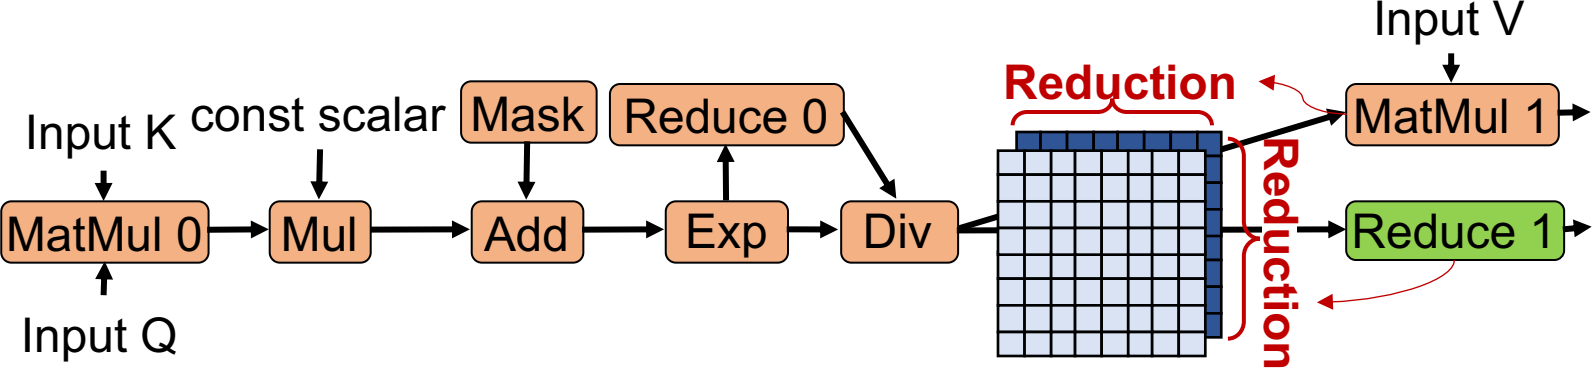 Input V
Reduction
Mask
Reduce 0
MatMul 1
const scalar
Input K
MatMul 0
Mul
Add
Exp
Div
Reduction
Reduce 1
Input Q